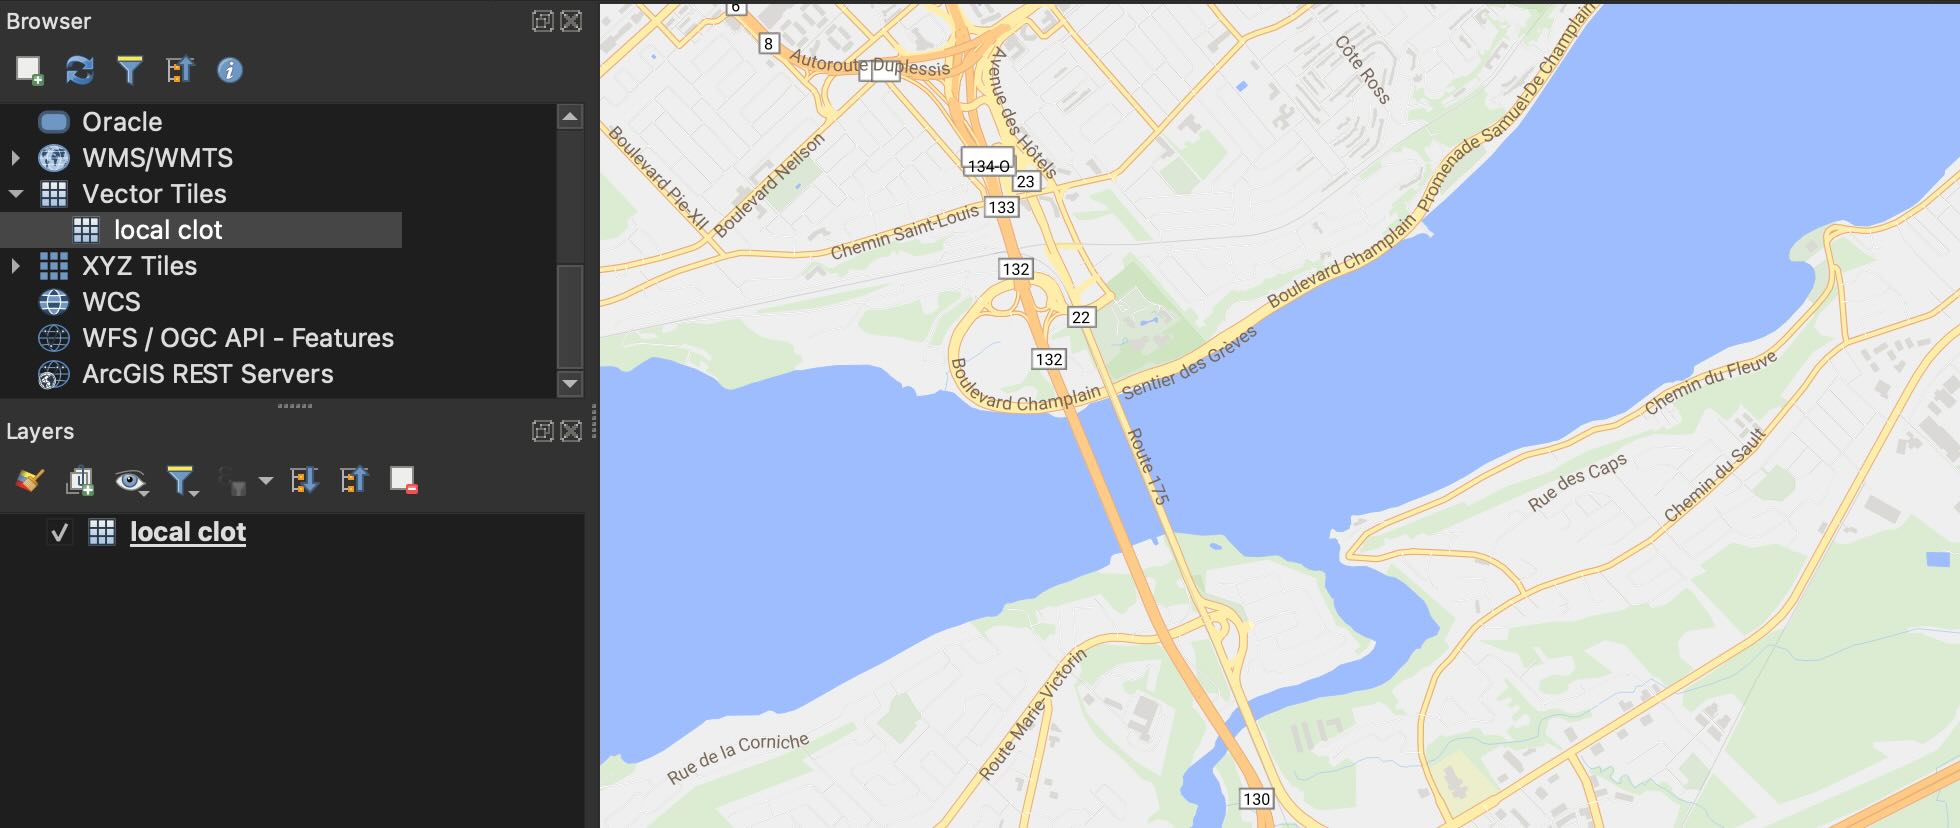 Browser
Oracle
WMS/WMTS
Vector Tiles
local clot
XYZ Tiles
WCS
WFS / OGC API - Features
ArcGIS REST Servers
Layers
local clot
6
8
Autoroute Duplessis
Avenue des Hôtels
Côte Ross
Promenade Samuel-De Champlain
Boulevard Pie-XII
Boulevard Neilson
134-O
23
133
Chemin Saint-Louis
132
Boulevard Champlain
22
132
Sentier des Grèves
Boulevard Champlain
Chemin du Fleuve
Route 175
Rue des Caps
Chemin du Sault
Route Marie-Victorin
Rue de la Corniche
130